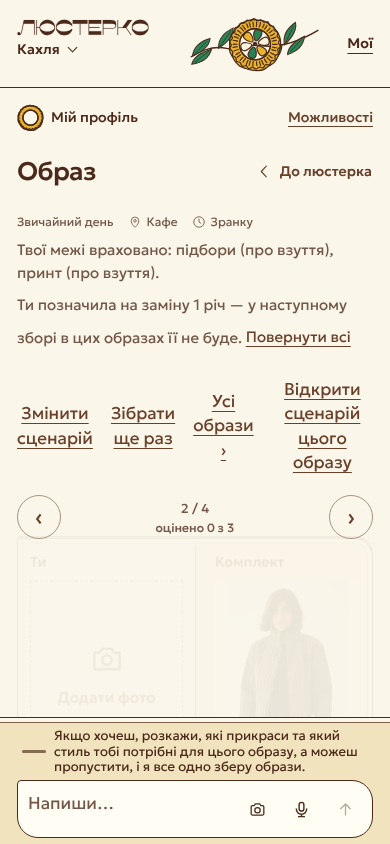 ЛЮСТЕРКО
Кахля
Мої
Мій профіль
Можливості
Образ
До люстерка
Звичайний день Кафе Зранку
Твої межі враховано: підбори (про взуття),
принт (про взуття).
Ти позначила на заміну 1 річ — у наступному
зборі в цих образах її не буде. Повернути всі
Змінити
сценарій
Зібрати
ще раз
Усі
образи
›
Відкрити
сценарій
цього
образу
‹
2 / 4
оцінено 0 з 3
›
Ти
Комплект
Додати фото
Якщо хочеш, розкажи, які прикраси та який
стиль тобі потрібні для цього образу, а можеш
пропустити, і я все одно зберу образи.
Напиши...